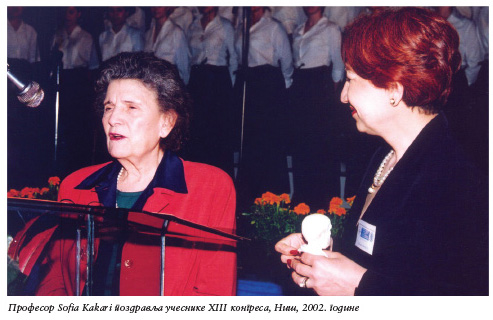 Професор Sofia Kakari поздравља учеснике XIII конгреса, Ниш, 2002. године